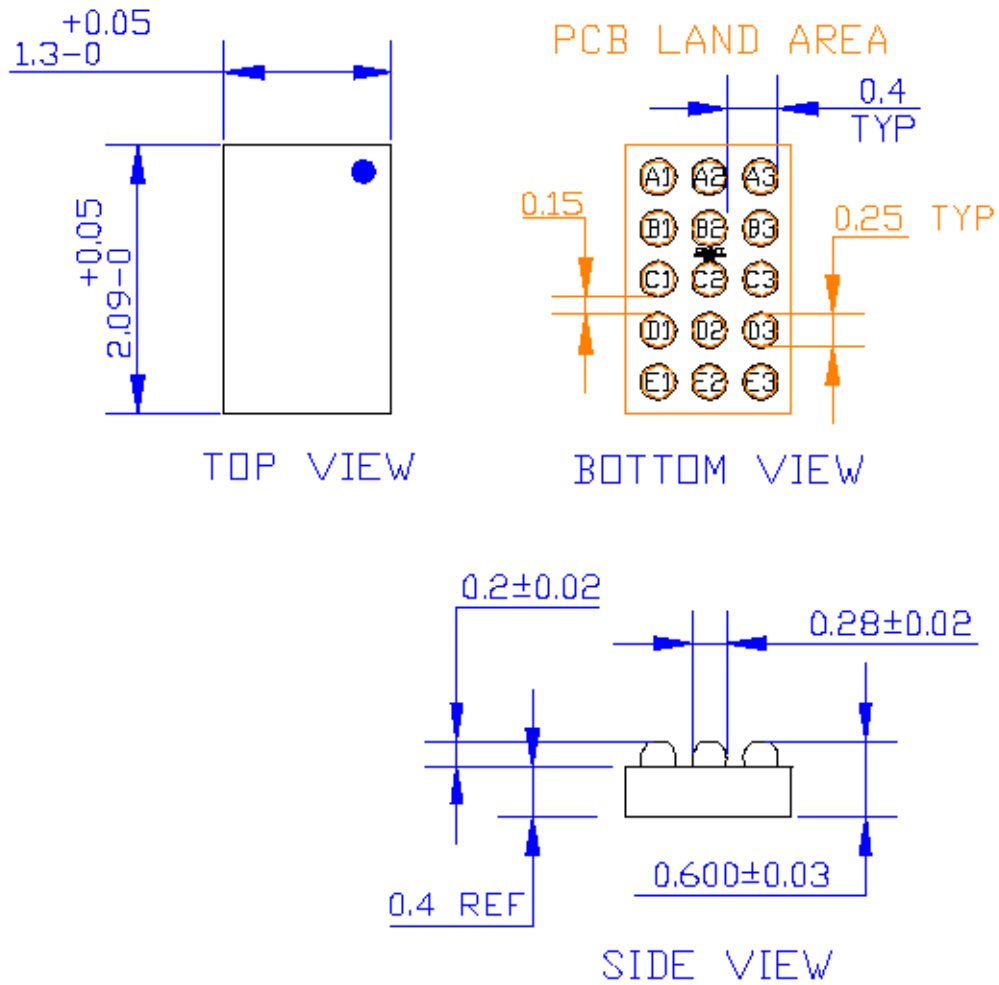 +0.05
1.3-0
PCB LAND AREA
0.4
TYP
A1 A2 A3
0.15
B1 B2 B3
0.25 TYP
+0.05
2.09-0
C1 C2 C3
D1 D2 D3
E1 E2 E3
TOP VIEW
BOTTOM VIEW
0.2±0.02
0.28±0.02
0.600±0.03
0.4 REF
SIDE VIEW